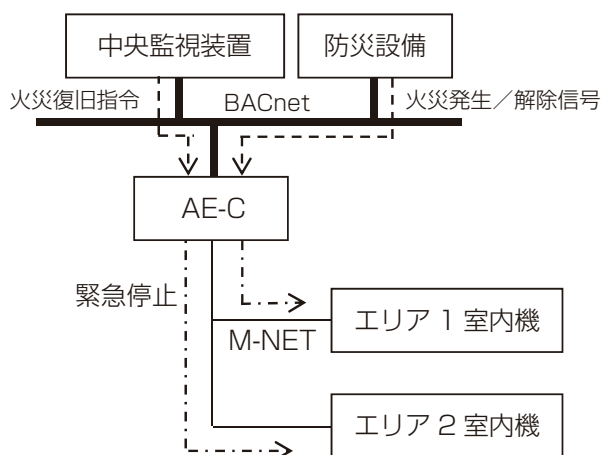 中央監視装置
防災設備
火災復旧指令
BACnet
火災発生／解除信号
AE-C
緊急停止
エリア 1 室内機
M-NET
エリア 2 室内機